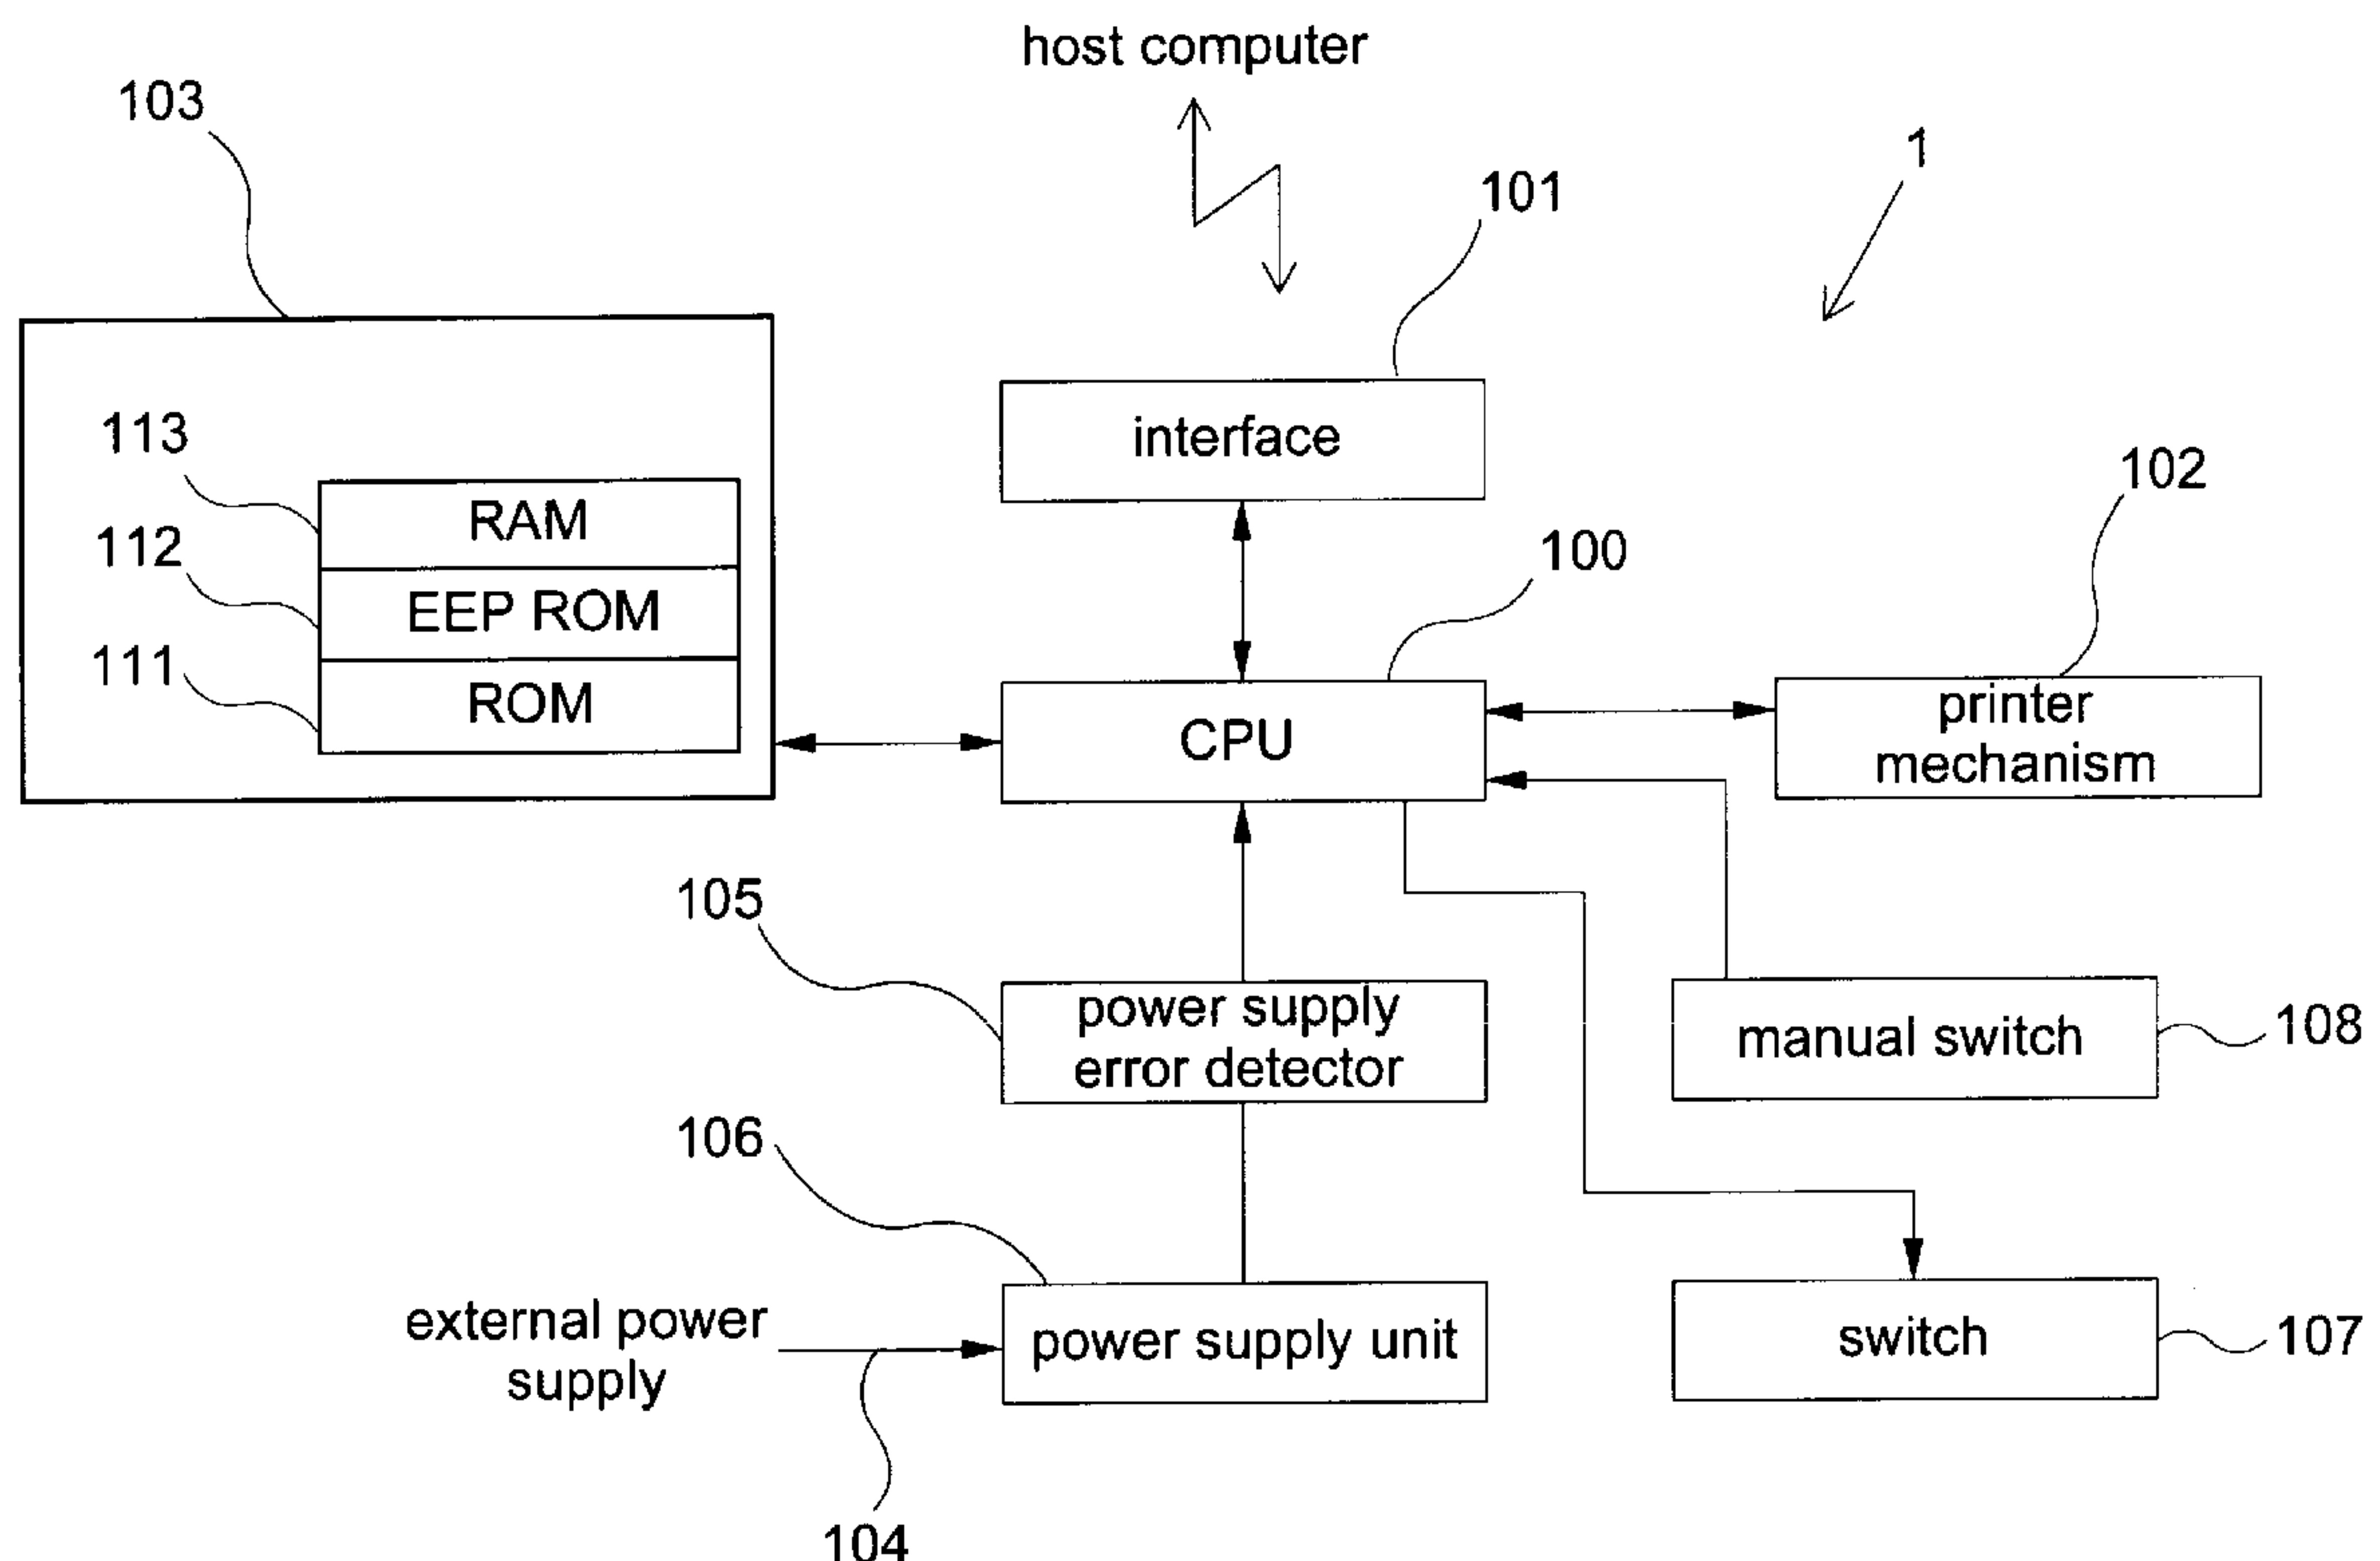 host computer
103
1
101
interface
113
RAM
102
112
EEP ROM
100
111
ROM
CPU
printer
mechanism
105
power supply
error detector
manual switch
108
106
external power
supply
power supply unit
switch
107
104